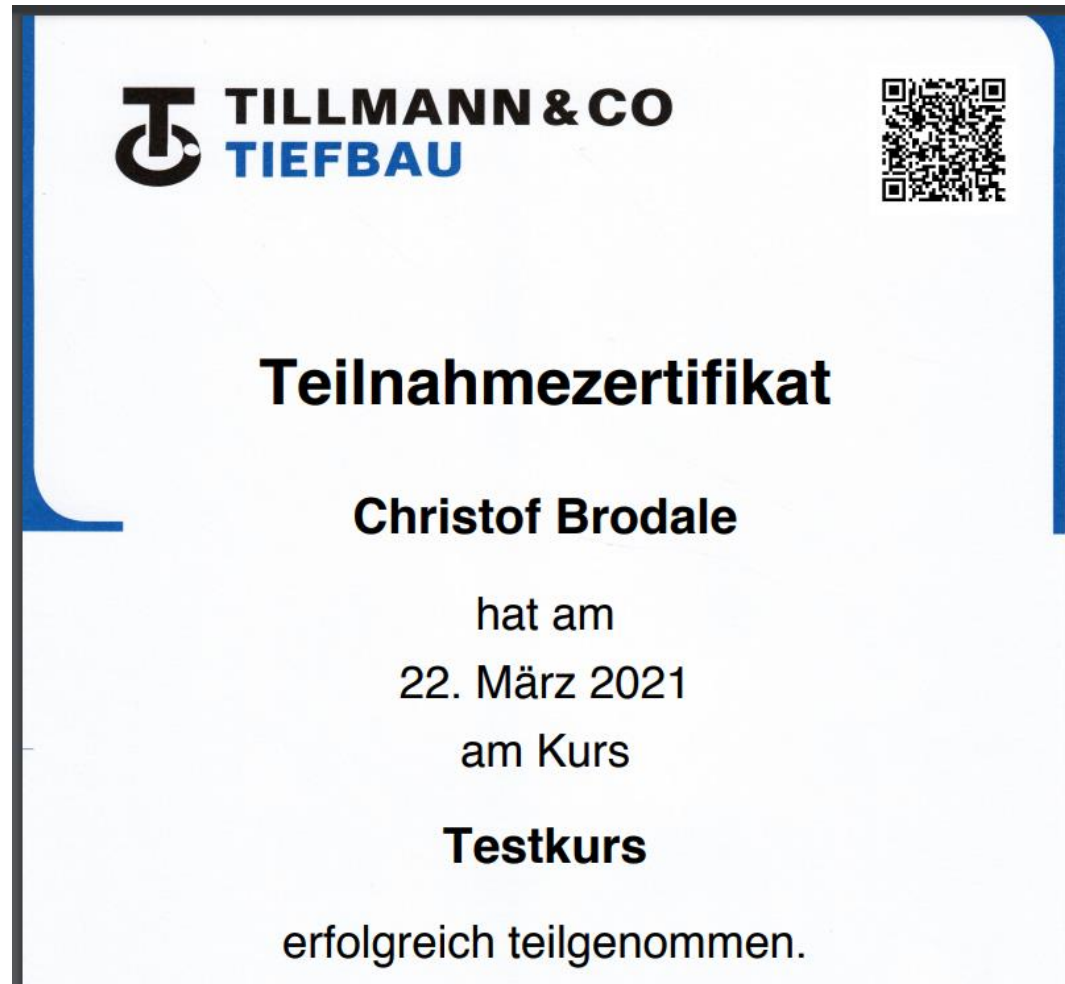 TILLMANN & CO
TIEFBAU
Teilnahmezertifikat
Christof Brodale
hat am
22. März 2021
am Kurs
Testkurs
erfolgreich teilgenommen.